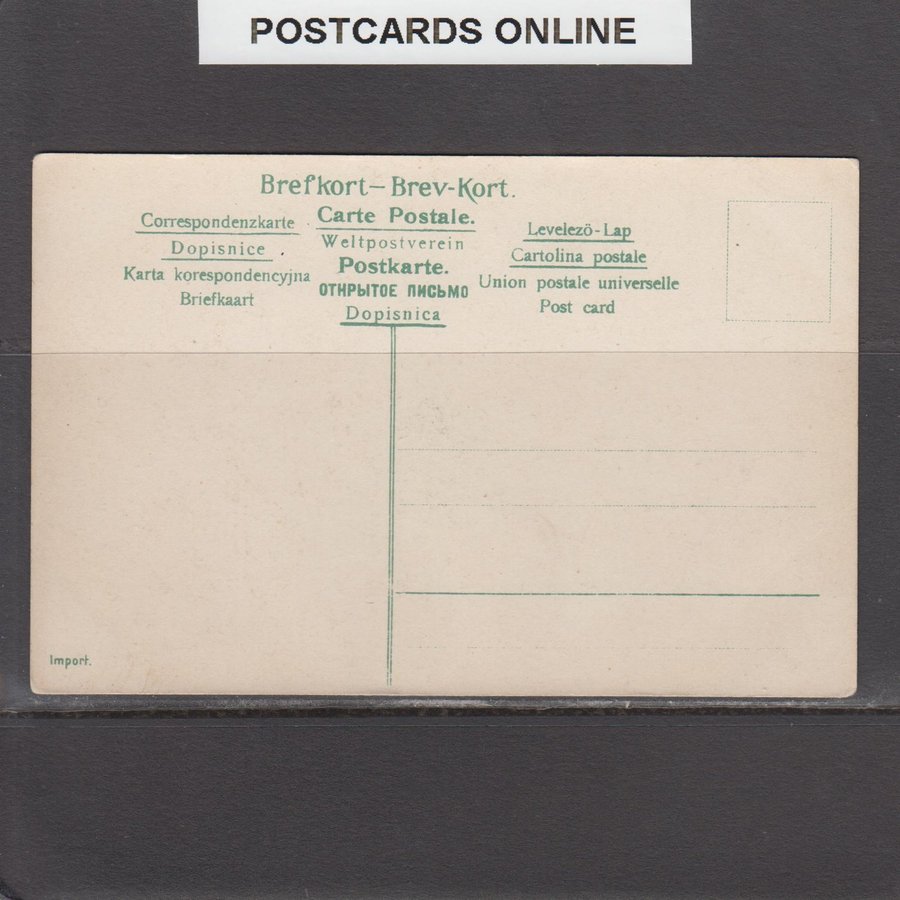 POSTCARDS ONLINE
Brefkort—Brev-Kort.
Correspondenzkarte
Dopisnice
Karta korespondencyjna
Briefkaart
Carte Postale.
Weltpostverein
Postkarte.
ОТКРЫТОЕ ПИСЬМО
Dopisnica
Levelezö-Lap
Cartolina postale
Union postale universelle
Post card
Import.